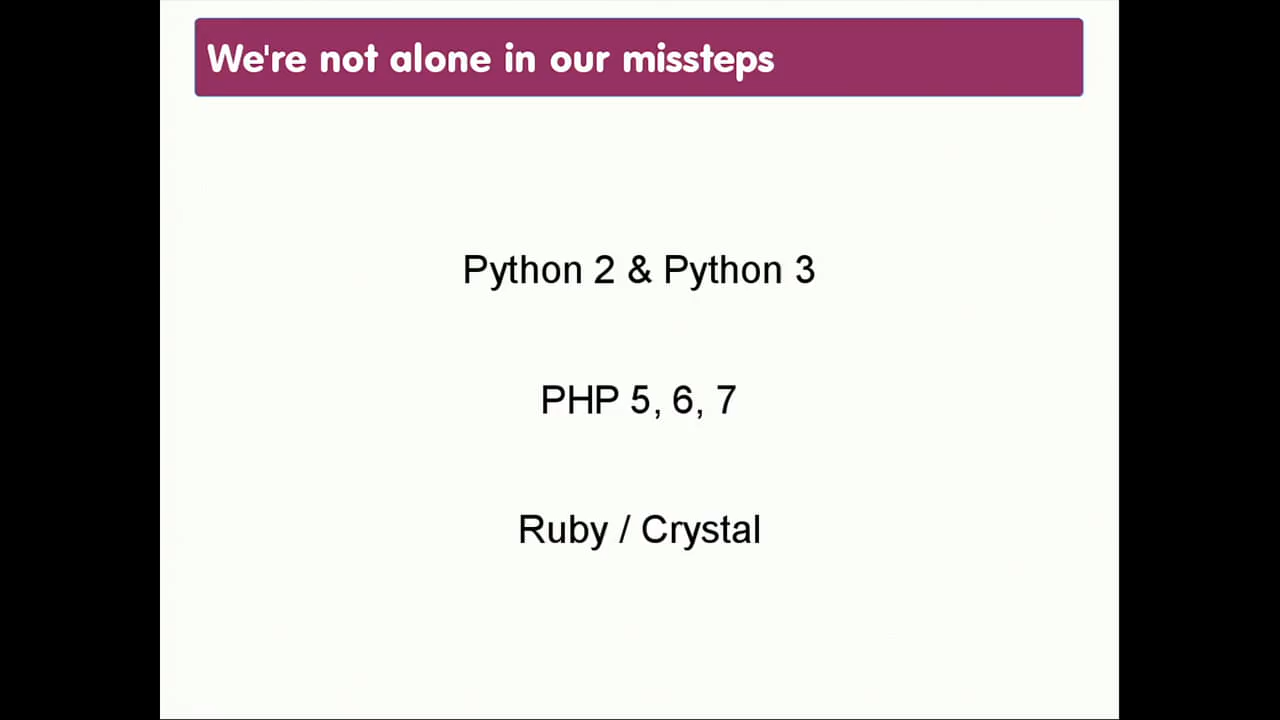 We're not alone in our missteps
Python 2 & Python 3
PHP 5, 6, 7
Ruby / Crystal